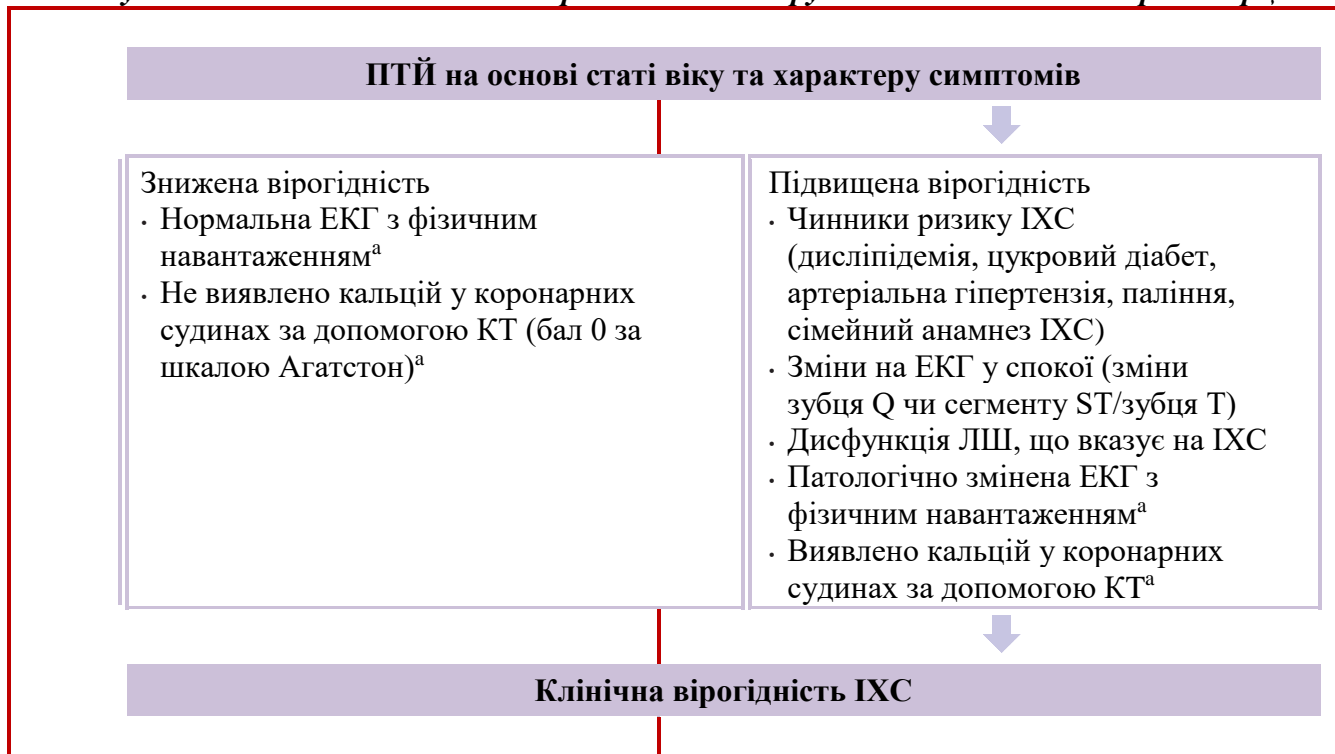 ПТЙ на основі статі віку та характеру симптомів
Знижена вірогідність
· Нормальна ЕКГ з фізичним
навантаженнямᵃ
· Не виявлено кальцій у коронарних
судинах за допомогою КТ (бал 0 за
шкалою Агатстон)ᵃ
Підвищена вірогідність
· Чинники ризику ІХС
(дисліпідемія, цукровий діабет,
артеріальна гіпертензія, паління,
сімейний анамнез ІХС)
· Зміни на ЕКГ у спокої (зміни
зубця Q чи сегменту ST/зубця T)
· Дисфункція ЛШ, що вказує на ІХС
· Патологічно змінена ЕКГ з
фізичним навантаженнямᵃ
· Виявлено кальцій у коронарних
судинах за допомогою КТᵃ
Клінічна вірогідність ІХС